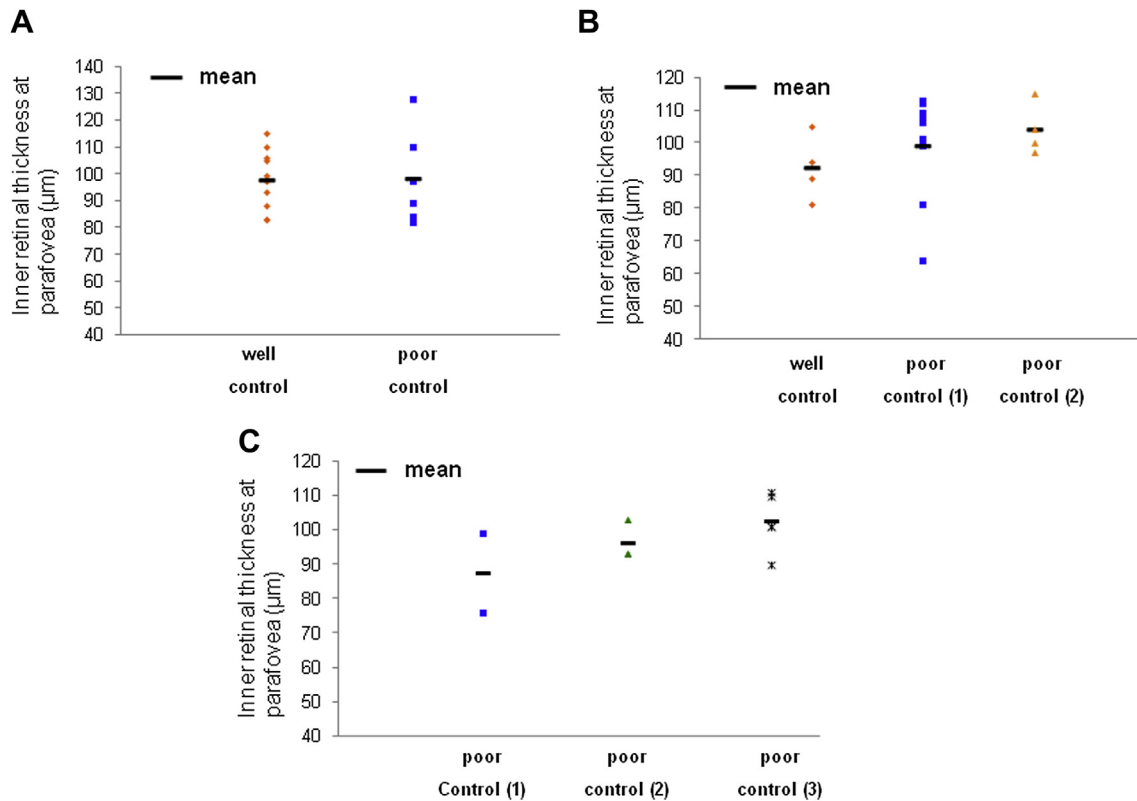 A
Inner retinal thickness at
parafovea (µm)
140
130
120
110
100
90
80
70
60
50
40
mean
well
control
poor
control
B
Inner retinal thickness at
parafovea (µm)
120
110
100
90
80
70
60
50
40
mean
well
control
poor
control (1)
poor
control (2)
C
Inner retinal thickness at
parafovea (µm)
120
110
100
90
80
70
60
50
40
mean
poor
Control (1)
poor
control (2)
poor
control (3)